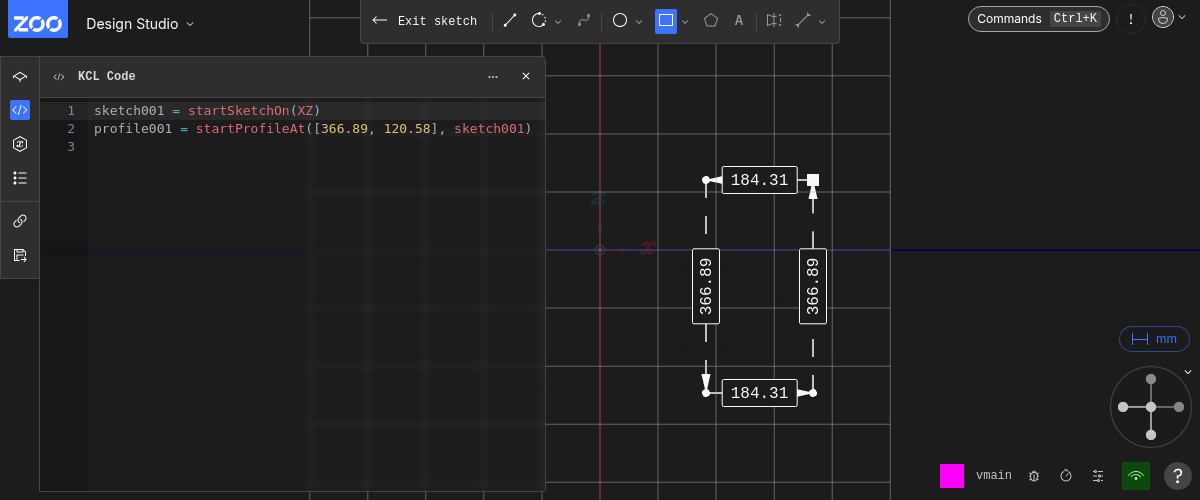 ZOO Design Studio
Exit sketch
A
Commands Ctrl+K
!
KCL Code
1 sketch001 = startSketchOn(XZ)
2 profile001 = startProfileAt([366.89, 120.58], sketch001)
3
z
x
184.31
366.89
366.89
184.31
mm
vmain
?